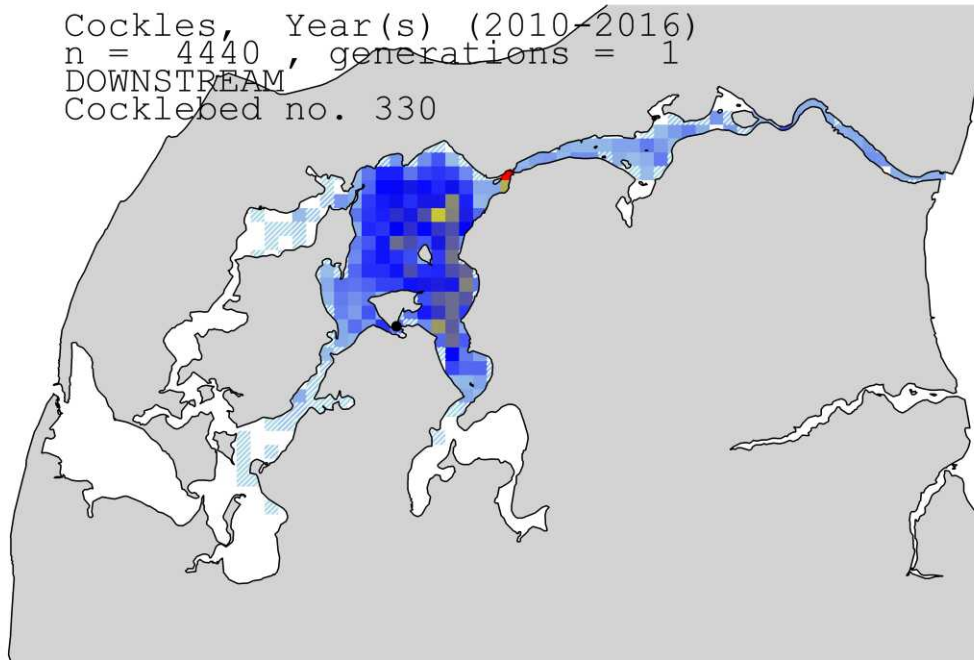 Cockles, Year(s) (2010-2016)
n = 4440 , generations = 1
DOWNSTREAM
Cocklebed no. 330